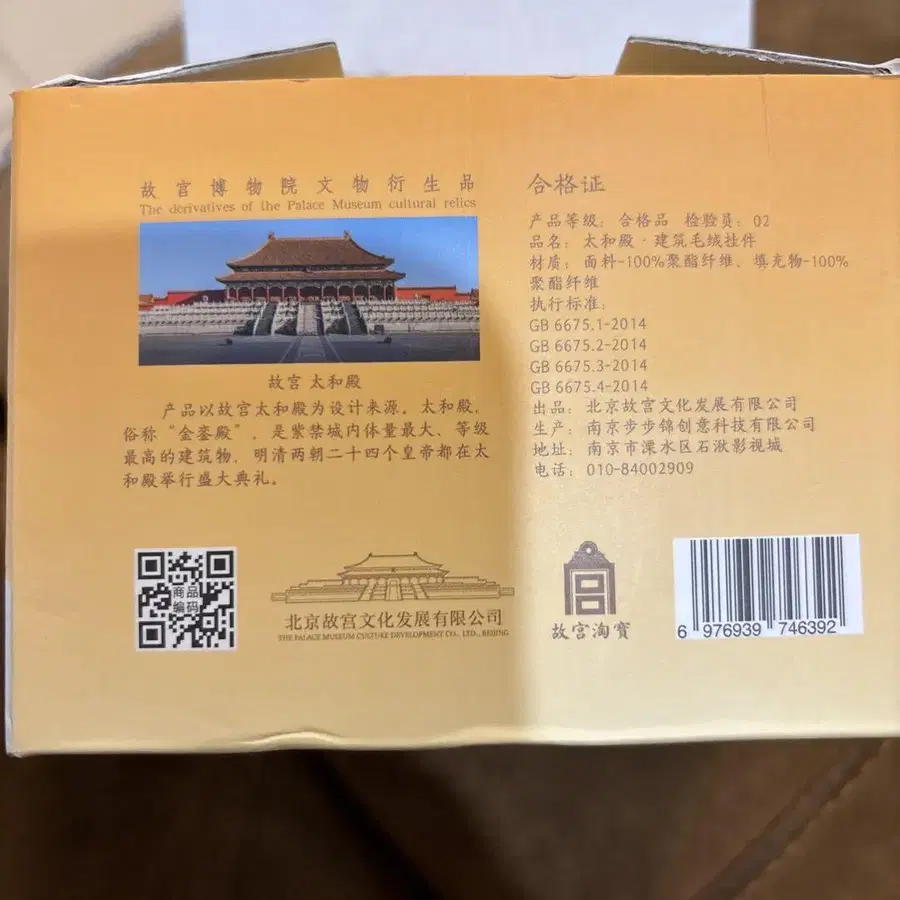 故宫博物院文物衍生品
The derivatives of the Palace Museum cultural relics
故宫 太和殿
产品以故宫太和殿为设计来源。太和殿，
俗称“金銮殿”，是紫禁城内体量最大、等级
最高的建筑物，明清两朝二十四个皇帝都在太
和殿举行盛大典礼。
商品
编码
北京故宫文化发展有限公司
THE PALACE MUSEUM CULTUKE DEVELOPMENT CO., LTD., BEIJING
合格证
产品等级：合格品 检验员：02
品名：太和殿·建筑毛绒挂件
材质：面料-100%聚酯纤维、填充物-100%
聚酯纤维
执行标准：
GB 6675.1-2014
GB 6675.2-2014
GB 6675.3-2014
GB 6675.4-2014
出品：北京故宫文化发展有限公司
生产：南京步步锦创意科技有限公司
地址：南京市溧水区石湫影视城
电话：010-84002909
故宫淘寶
6 976939 746392